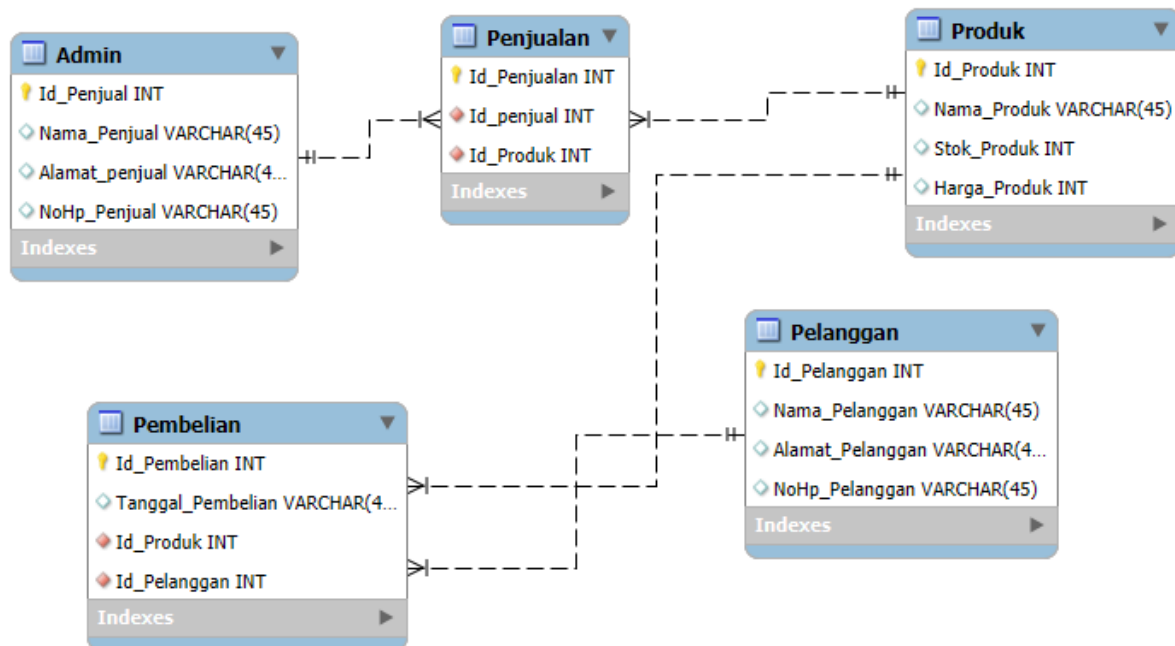 Admin
Id_Penjual INT
Nama_Penjual VARCHAR(45)
Alamat_penjual VARCHAR(4...
NoHp_Penjual VARCHAR(45)
Indexes
Penjualan
Id_Penjualan INT
Id_penjual INT
Id_Produk INT
Indexes
Produk
Id_Produk INT
Nama_Produk VARCHAR(45)
Stok_Produk INT
Harga_Produk INT
Indexes
Pelanggan
Id_Pelanggan INT
Nama_Pelanggan VARCHAR(45)
Alamat_Pelanggan VARCHAR(4...
NoHp_Pelanggan VARCHAR(45)
Indexes
Pembelian
Id_Pembelian INT
Tanggal_Pembelian VARCHAR(4...
Id_Produk INT
Id_Pelanggan INT
Indexes